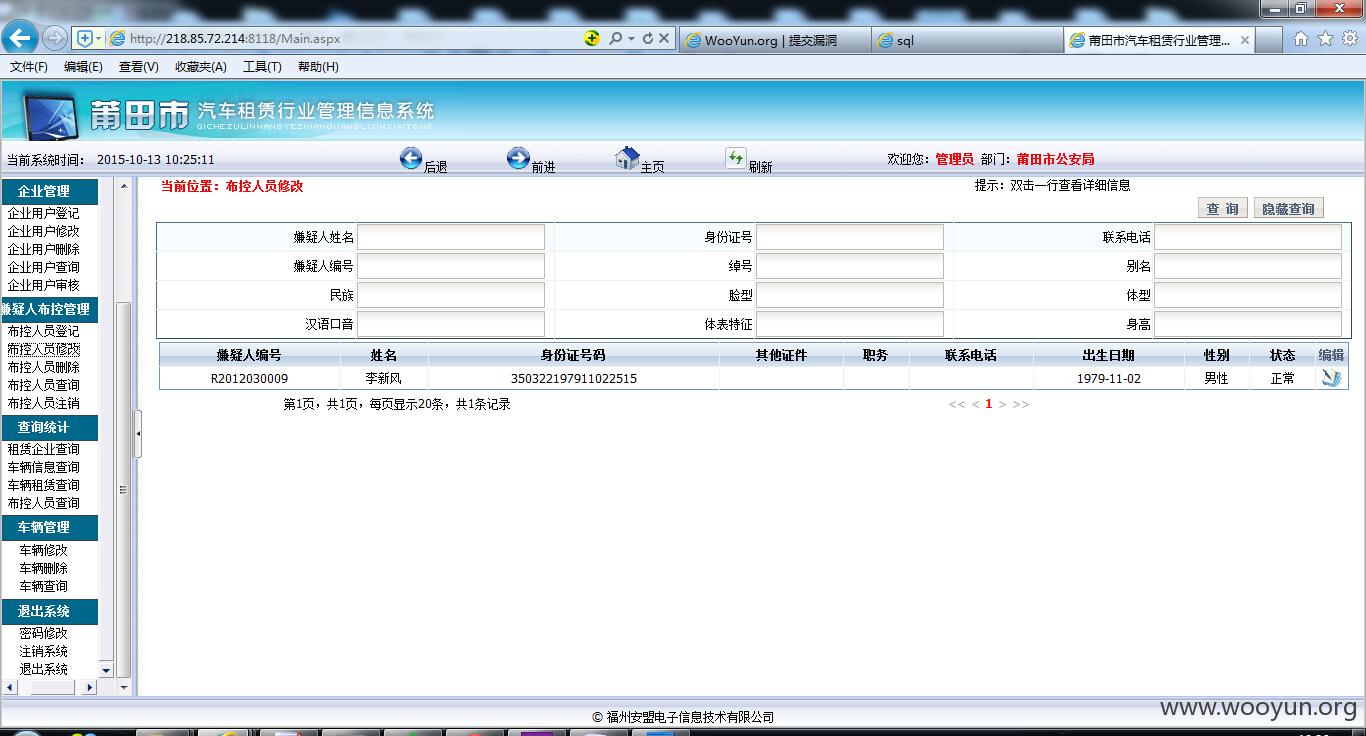 http://218.85.72.214:8118/Main.aspx
WooYun.org | 提交漏洞
sql
莆田市汽车租赁行业管理...
文件(F) 编辑(E) 查看(V) 收藏夹(A) 工具(T) 帮助(H)
莆田市 汽车租赁行业管理信息系统
QICHEZULINHANGYEZHIANGUANGLIXINXIXITONG
当前系统时间: 2015-10-13 10:25:11
后退 前进 主页 刷新
欢迎您: 管理员 部门: 莆田市公安局
企业管理
企业用户登记
企业用户修改
企业用户删除
企业用户查询
企业用户审核
嫌疑人布控管理
布控人员登记
布控人员修改
布控人员删除
布控人员查询
布控人员注销
查询统计
租赁企业查询
车辆信息查询
车辆租赁查询
布控人员查询
车辆管理
车辆修改
车辆删除
车辆查询
退出系统
密码修改
注销系统
退出系统
当前位置: 布控人员修改
提示: 双击一行查看详细信息
查 询 隐藏查询
嫌疑人姓名 身份证号 联系电话
嫌疑人编号 绰号 别名
民族 脸型 体型
汉语口音 体表特征 身高
嫌疑人编号 姓名 身份证号码 其他证件 职务 联系电话 出生日期 性别 状态 编辑
R2012030009 李新风 350322197911022515 1979-11-02 男性 正常
第1页，共1页，每页显示20条，共1条记录
<< < 1 > >>
© 福州安盟电子信息技术有限公司
www.wooyun.org